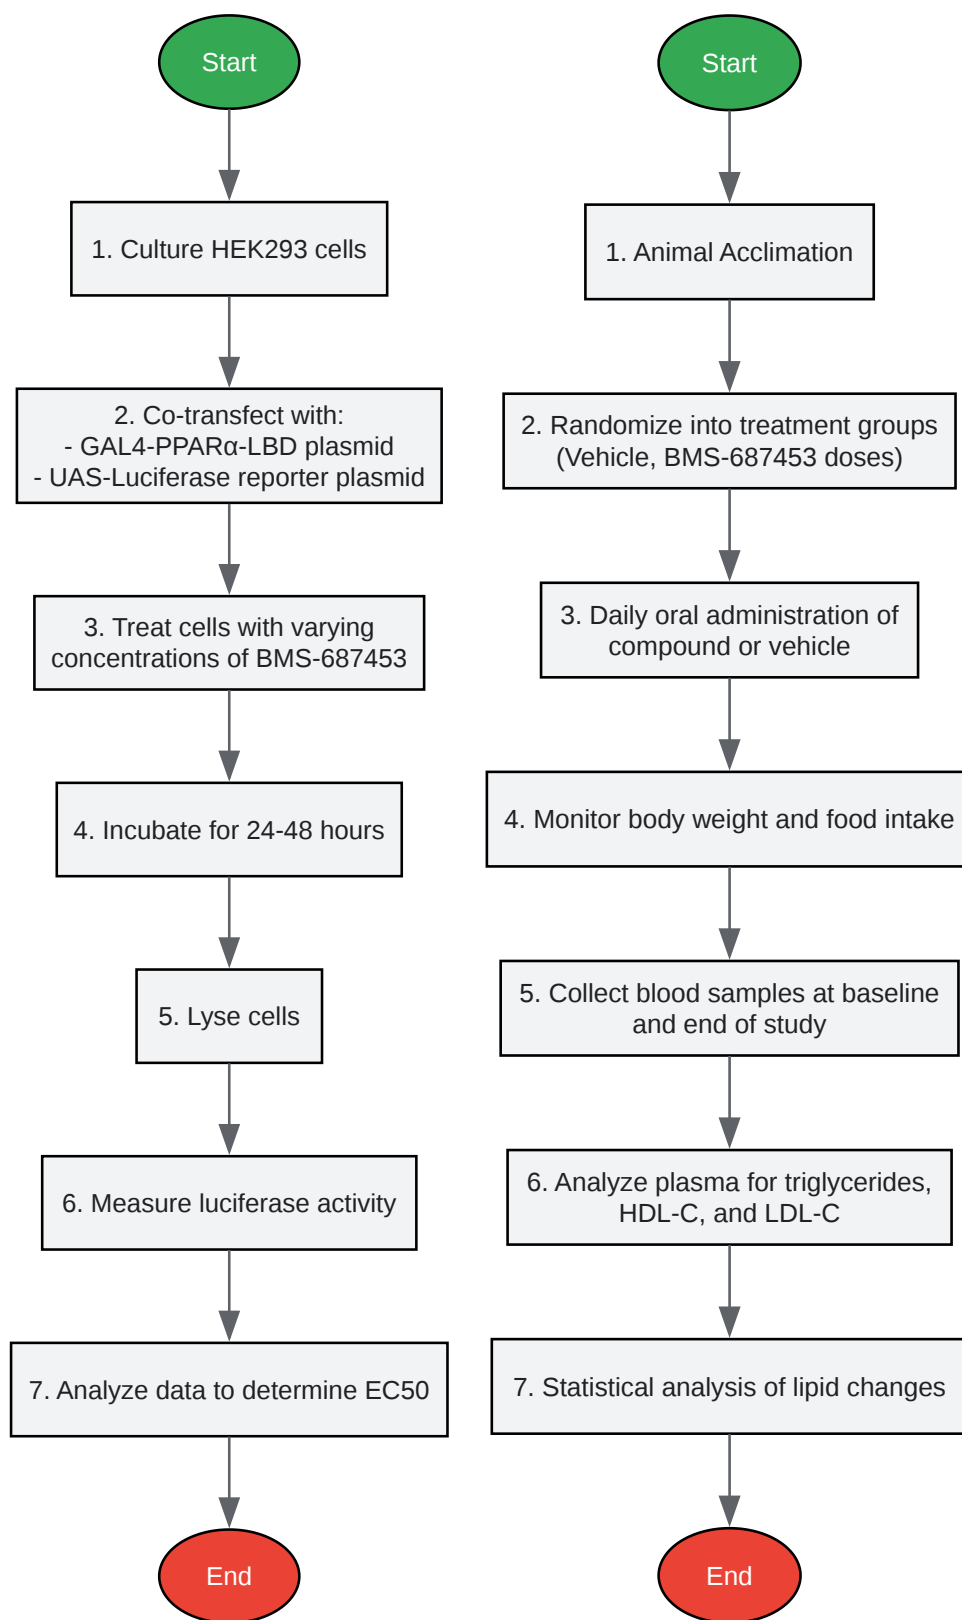 Start
1. Culture HEK293 cells
2. Co-transfect with:
- GAL4-PPARα-LBD plasmid
- UAS-Luciferase reporter plasmid
3. Treat cells with varying
concentrations of BMS-687453
4. Incubate for 24-48 hours
5. Lyse cells
6. Measure luciferase activity
7. Analyze data to determine EC50
End
Start
1. Animal Acclimation
2. Randomize into treatment groups
(Vehicle, BMS-687453 doses)
3. Daily oral administration of
compound or vehicle
4. Monitor body weight and food intake
5. Collect blood samples at baseline
and end of study
6. Analyze plasma for triglycerides,
HDL-C, and LDL-C
7. Statistical analysis of lipid changes
End